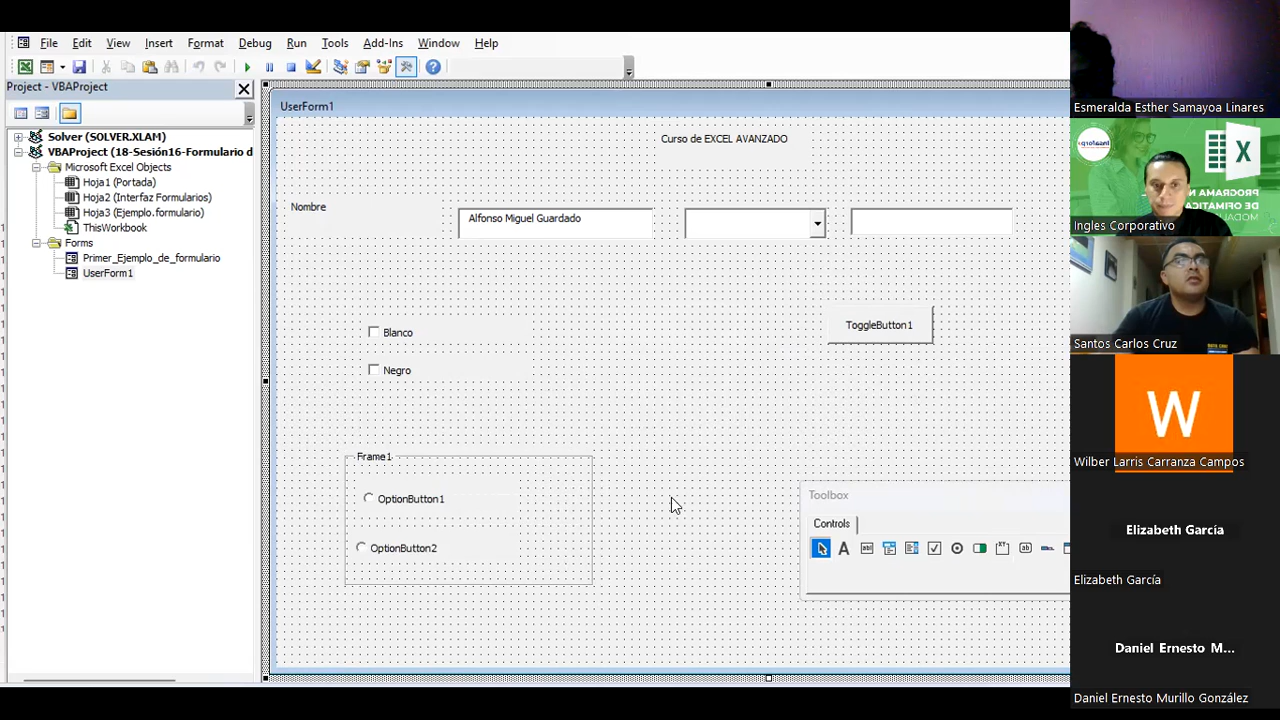 File Edit View Insert Format Debug Run Tools Add-Ins Window Help
Project - VBAProject
Solver (SOLVER.XLAM)
VBAProject (18-Sesión16-Formulario d
Microsoft Excel Objects
Hoja1 (Portada)
Hoja2 (Interfaz Formularios)
Hoja3 (Ejemplo.formulario)
ThisWorkbook
Forms
Primer_Ejemplo_de_formulario
UserForm1
UserForm1
Curso de EXCEL AVANZADO
Nombre
Alfonso Miguel Guardado
Blanco
Negro
ToggleButton1
Frame1
OptionButton1
OptionButton2
Toolbox
Controls
Esmeralda Esther Samayoa Linares
PROGRAMA N
DE OFIMATICA
MODAL
Ingles Corporativo
Santos Carlos Cruz
W
Wilber Larris Carranza Campos
Elizabeth García
Elizabeth García
Daniel Ernesto M...
Daniel Ernesto Murillo González